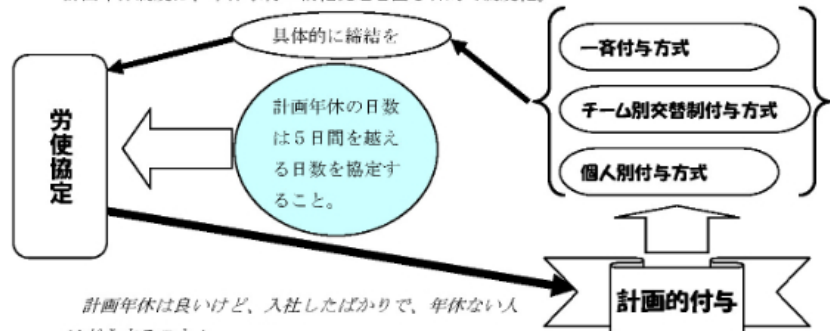 具体的に締結を
一斉付与方式
チーム別交替制付与方式
個人別付与方式
労使協定
計画年休の日数
は５日間を越え
る日数を協定す
ること。
計画的付与
計画年休は良いけど、入社したばかりで、年休ない人